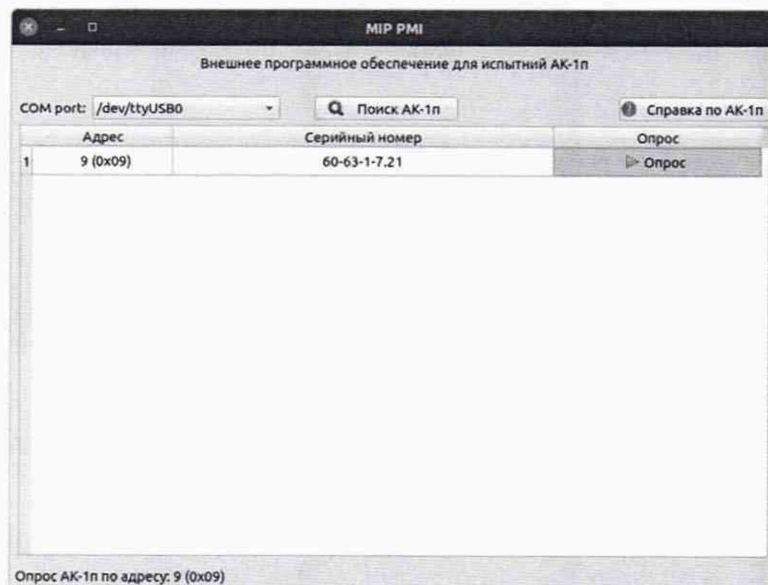 MIP PMI
Внешнее программное обеспечение для испытний АК-1п
COM port: /dev/ttyUSB0 Поиск АК-1п Справка по АК-1п
Адрес Серийный номер Опрос
1 9 (0x09) 60-63-1-7.21 Опрос
Опрос АК-1п по адресу: 9 (0x09)